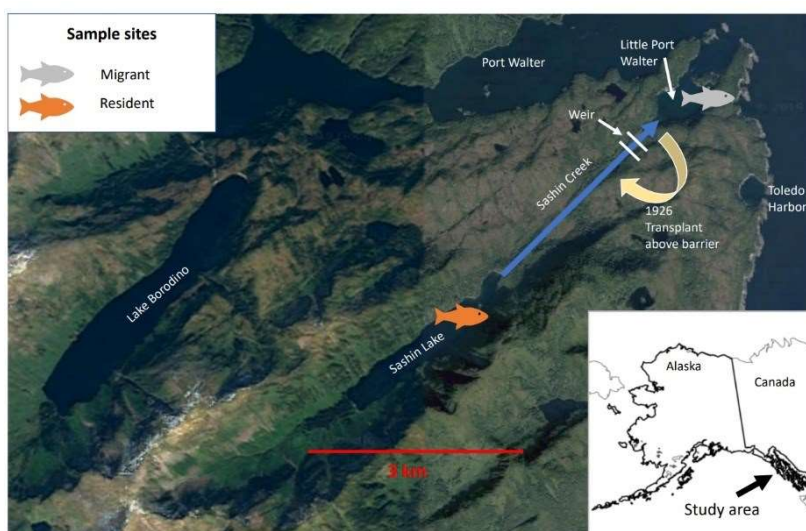 Sample sites
Migrant
Resident
Port Walter
Little Port
Walter
Weir
Sashin Creek
1926
Transplant
above barrier
Toledo
Harbor
Lake Borodino
Sashin Lake
3 km
Alaska
Canada
Study area